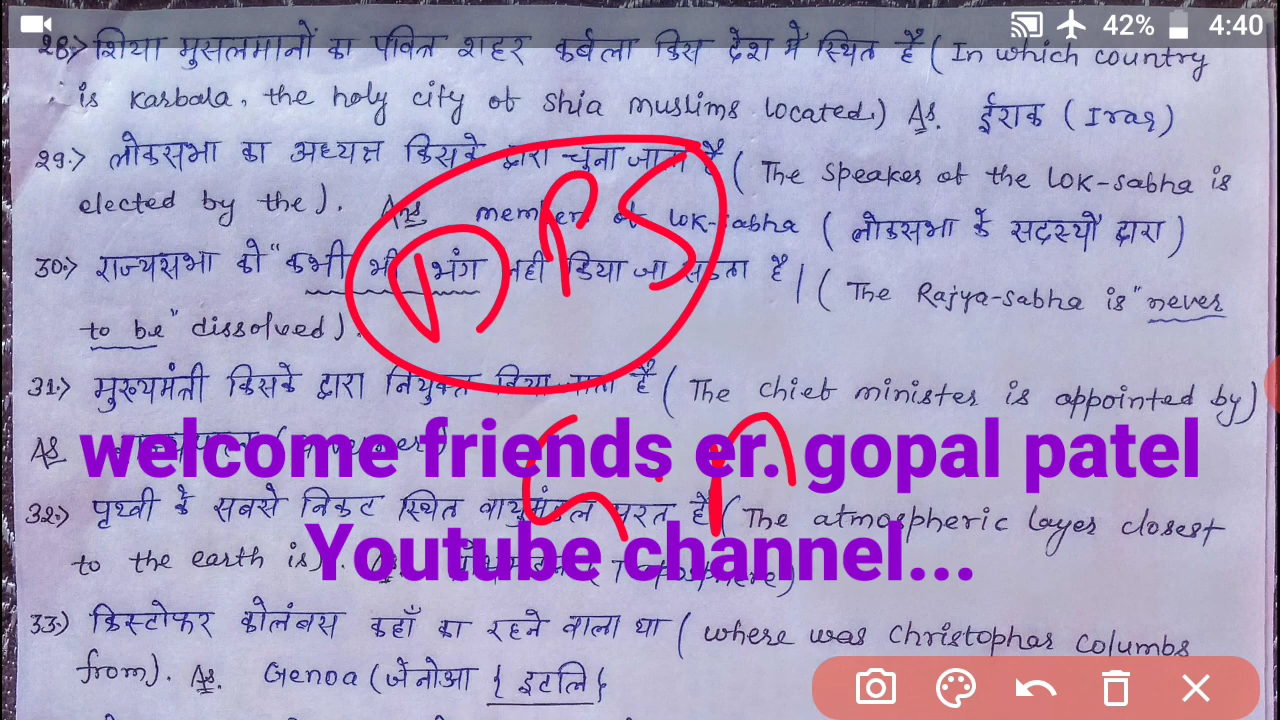 42% 4:40
28.> शिया मुसलमानों का पवित्र शहर कर्बला किस देश में स्थित है ( In which country
is Karbala, the holy city of Shia muslims located.) As. ईराक ( Iraq )
29.> लोकसभा का अध्यक्ष किसके द्वारा चुना जाता है ( The speaker of the Lok-sabha is
elected by the ). Ans member of Lok-sabha ( लोकसभा के सदस्यों द्वारा )
30.> राज्यसभा को "कभी भी भंग नहीं किया जा सकता है | ( The Rajya-sabha is "never
to be" dissolved ).
DPS
31.> मुख्यमंत्री किसके द्वारा नियुक्त किया जाता है ( The chief minister is appointed by )
As.
welcome friends er. gopal patel
32.> पृथ्वी के सबसे निकट स्थित वायुमंडल परत है ( The atmospheric layer closest
to the earth is ). As.
Youtube channel...
33.) क्रिस्टोफर कोलंबस कहाँ का रहने वाला था ( where was Christophar Columbs
from). As. Genoa ( जेनोआ { इटलि }